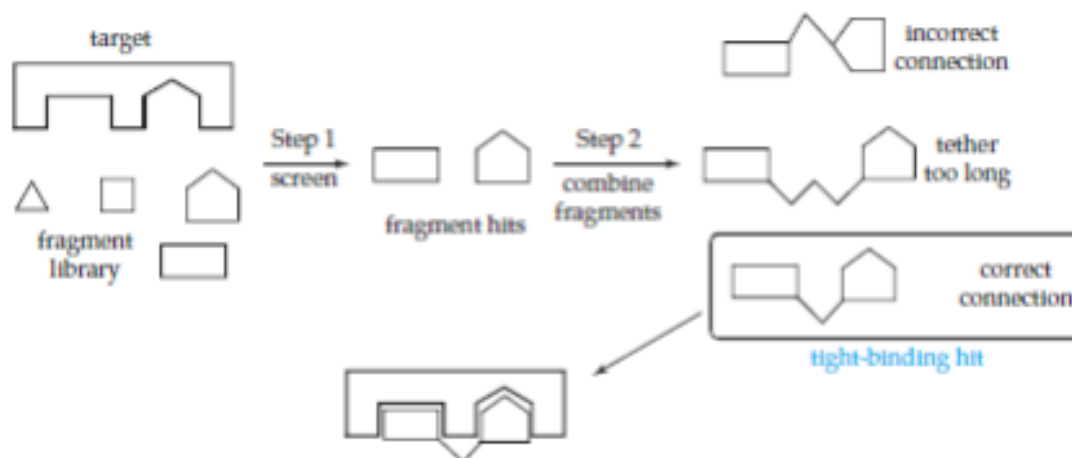 target
incorrect
connection
Step 1
screen
Step 2
combine
fragments
tether
too long
fragment hits
fragment
library
correct
connection
tight-binding hit